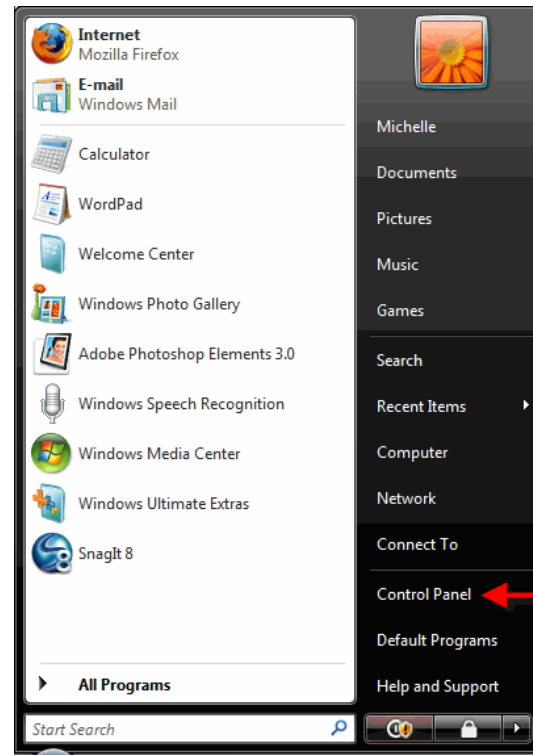 Internet
Mozilla Firefox
E-mail
Windows Mail
Calculator
WordPad
Welcome Center
Windows Photo Gallery
Adobe Photoshop Elements 3.0
Windows Speech Recognition
Windows Media Center
Windows Ultimate Extras
SnagIt 8
All Programs
Start Search
Michelle
Documents
Pictures
Music
Games
Search
Recent Items
Computer
Network
Connect To
Control Panel
Default Programs
Help and Support